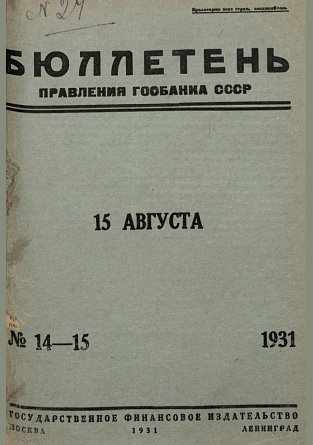 N 27
Пролетарии всех стран, соединяйтесь
БЮЛЛЕТЕНЬ
ПРАВЛЕНИЯ ГОСБАНКА СССР
15 АВГУСТА
№ 14—15 1931
ГОСУДАРСТВЕННОЕ ФИНАНСОВОЕ ИЗДАТЕЛЬСТВО
МОСКВА 1931 ЛЕНИНГРАД